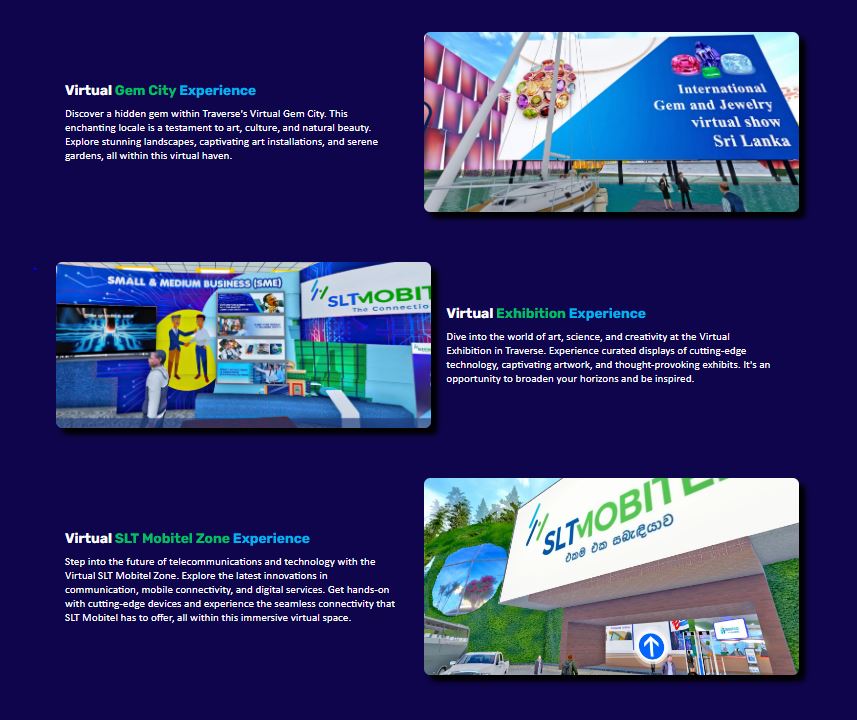 Virtual Gem City Experience
Discover a hidden gem within Traverse's Virtual Gem City. This
enchanting locale is a testament to art, culture, and natural beauty.
Explore stunning landscapes, captivating art installations, and serene
gardens, all within this virtual haven.
International
Gem and Jewelry
virtual show
Sri Lanka
SMALL & MEDIUM BUSINESS (SME)
SLTMOBIT
The Connectio
Virtual Exhibition Experience
Dive into the world of art, science, and creativity at the Virtual
Exhibition in Traverse. Experience curated displays of cutting-edge
technology, captivating artwork, and thought-provoking exhibits. It's an
opportunity to broaden your horizons and be inspired.
Virtual SLT Mobitel Zone Experience
Step into the future of telecommunications and technology with the
Virtual SLT Mobitel Zone. Explore the latest innovations in
communication, mobile connectivity, and digital services. Get hands-on
with cutting-edge devices and experience the seamless connectivity that
SLT Mobitel has to offer, all within this immersive virtual space.
SLTMOBITEL
එකම එක සබැඳියාව